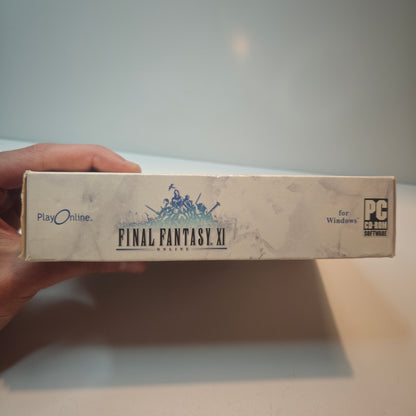 PlayOnline.
FINAL FANTASY XI
ONLINE
for
Windows
PC
CD-ROM
SOFTWARE